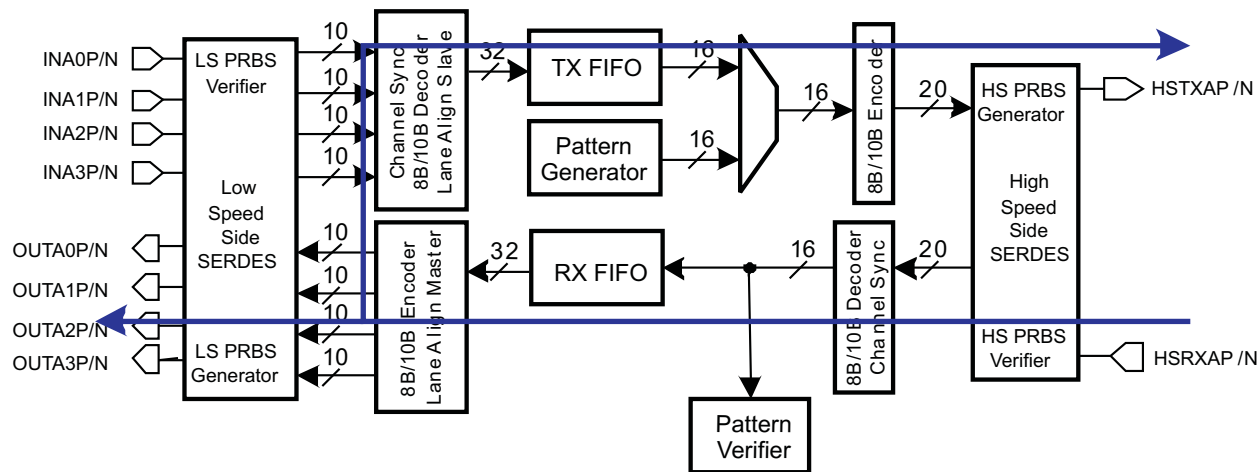 INA0P/N
INA1P/N
INA2P/N
INA3P/N
OUTA0P/N
OUTA1P/N
OUTA2P/N
OUTA3P/N
LS PRBS
Verifier
Low
Speed
Side
SERDES
LS PRBS
Generator
10
10
10
10
10
10
10
10
Channel Sync
8B/10B Decoder
Lane Align Slave
8B/10B Encoder
Lane Align Master
32
32
TX FIFO
Pattern
Generator
RX FIFO
16
16
16
16
Pattern
Verifier
8B/10B Encoder
8B/10B Decoder
Channel Sync
20
20
HS PRBS
Generator
High
Speed
Side
SERDES
HS PRBS
Verifier
HSTXAP /N
HSRXAP /N